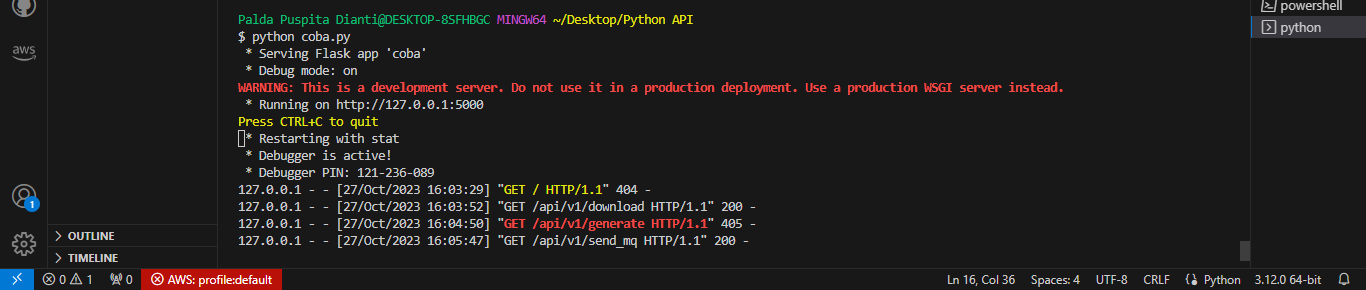 powershell
Palda Puspita Dianti@DESKTOP-8SFHBGC MINGW64 ~/Desktop/Python API
python
$ python coba.py
 * Serving Flask app 'coba'
aws
 * Debug mode: on
WARNING: This is a development server. Do not use it in a production deployment. Use a production WSGI server instead.
 * Running on http://127.0.0.1:5000
Press CTRL+C to quit
 * Restarting with stat
 * Debugger is active!
 * Debugger PIN: 121-236-089
127.0.0.1 - - [27/Oct/2023 16:03:29] "GET / HTTP/1.1" 404 -
127.0.0.1 - - [27/Oct/2023 16:03:52] "GET /api/v1/download HTTP/1.1" 200 -
1
127.0.0.1 - - [27/Oct/2023 16:04:50] "GET /api/v1/generate HTTP/1.1" 405 -
OUTLINE
127.0.0.1 - - [27/Oct/2023 16:05:47] "GET /api/v1/send_mq HTTP/1.1" 200 -
TIMELINE
0 1 0 AWS: profile:default Ln 16, Col 36 Spaces: 4 UTF-8 CRLF Python 3.12.0 64-bit